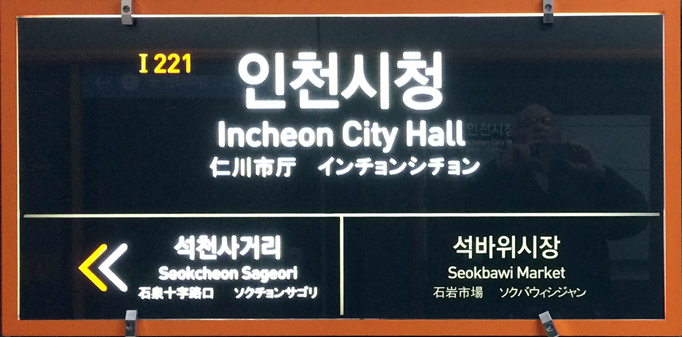 I 221
인천시청
Incheon City Hall
仁川市厅 インチョンシチョン
석천사거리
Seokcheon Sageori
石泉十字路口 ソクチョンサゴリ
석바위시장
Seokbawi Market
石岩市場 ソクバウィシジャン